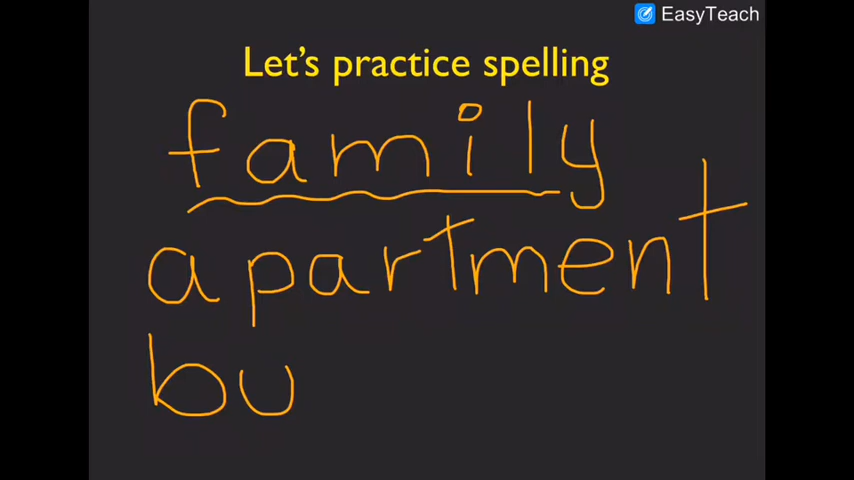 EasyTeach
Let's practice spelling
family
apartment
bu